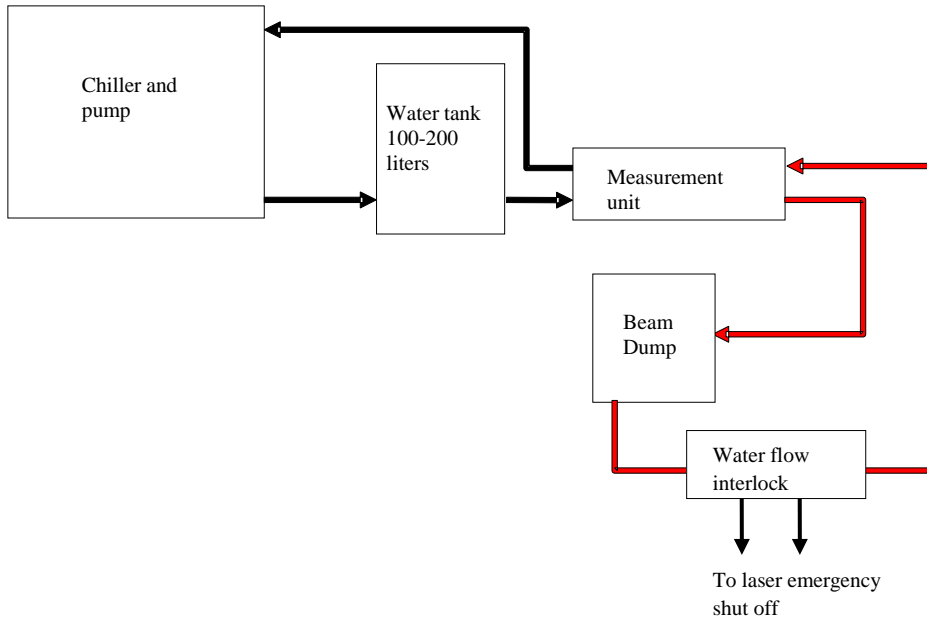 Chiller and
pump
Water tank
100-200
liters
Measurement
unit
Beam
Dump
Water flow
interlock
To laser emergency
shut off